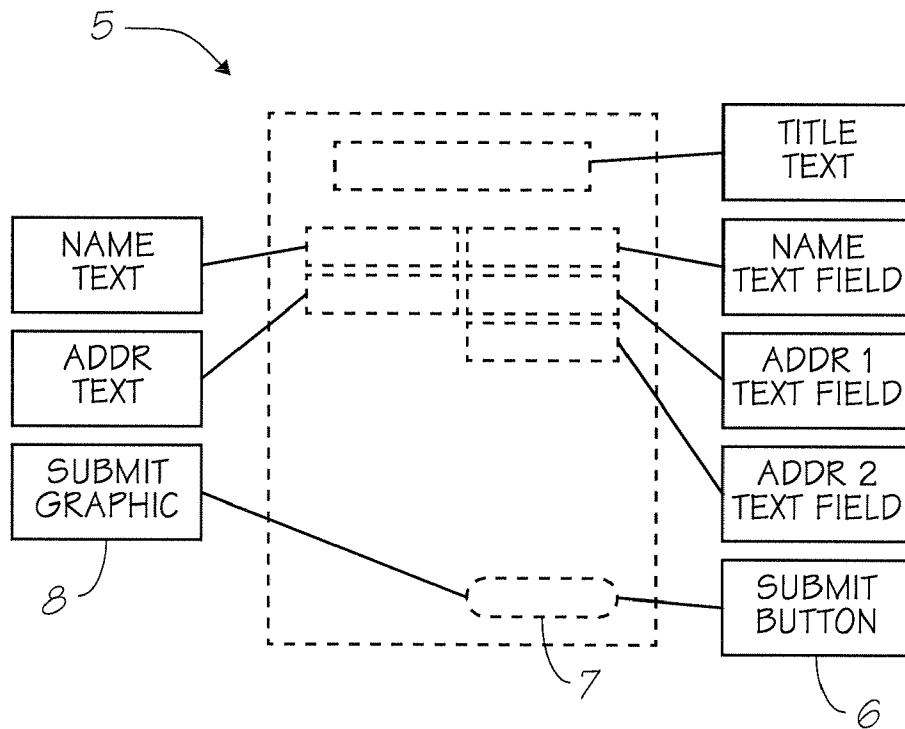 5
TITLE
TEXT
NAME
TEXT
NAME
TEXT FIELD
ADDR
TEXT
ADDR 1
TEXT FIELD
SUBMIT
GRAPHIC
ADDR 2
TEXT FIELD
8
SUBMIT
BUTTON
7
6